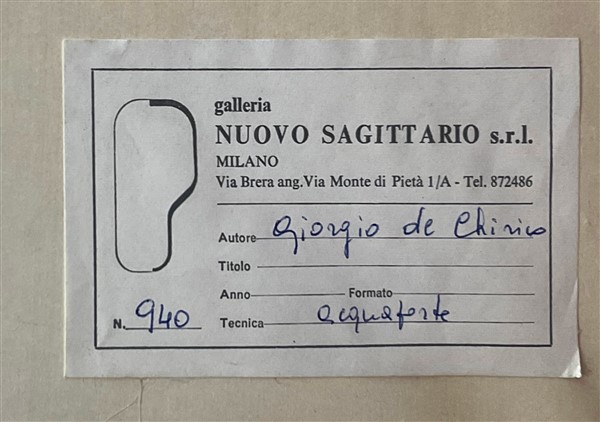 galleria
NUOVO SAGITTARIO s.r.l.
MILANO
Via Brera ang. Via Monte di Pietà 1/A - Tel. 872486
Autore Giorgio de Chirico
Titolo
Anno Formato
N. 940 Tecnica acquaforte